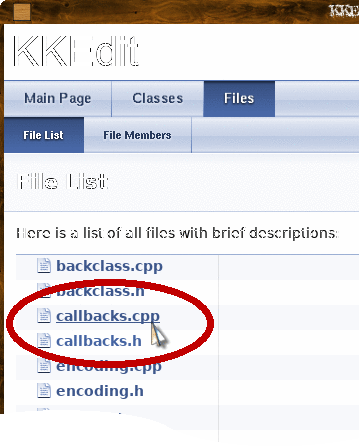 KKE
KKEdit
Main Page Classes Files
File List File Members
File List
Here is a list of all files with brief descriptions:
backclass.cpp
backclass.h
callbacks.cpp
callbacks.h
encoding.cpp
encoding.h